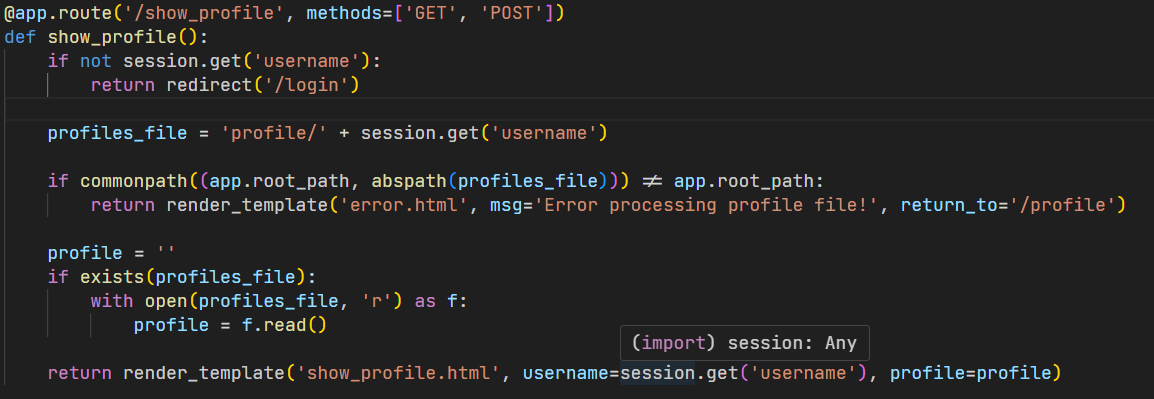 @app.route('/show_profile', methods=['GET', 'POST'])
def show_profile():
    if not session.get('username'):
        return redirect('/login')
    profiles_file = 'profile/' + session.get('username')
    if commonpath((app.root_path, abspath(profiles_file))) != app.root_path:
        return render_template('error.html', msg='Error processing profile file!', return_to='/profile')
    profile = ''
    if exists(profiles_file):
        with open(profiles_file, 'r') as f:
            profile = f.read()
(import) session: Any
    return render_template('show_profile.html', username=session.get('username'), profile=profile)